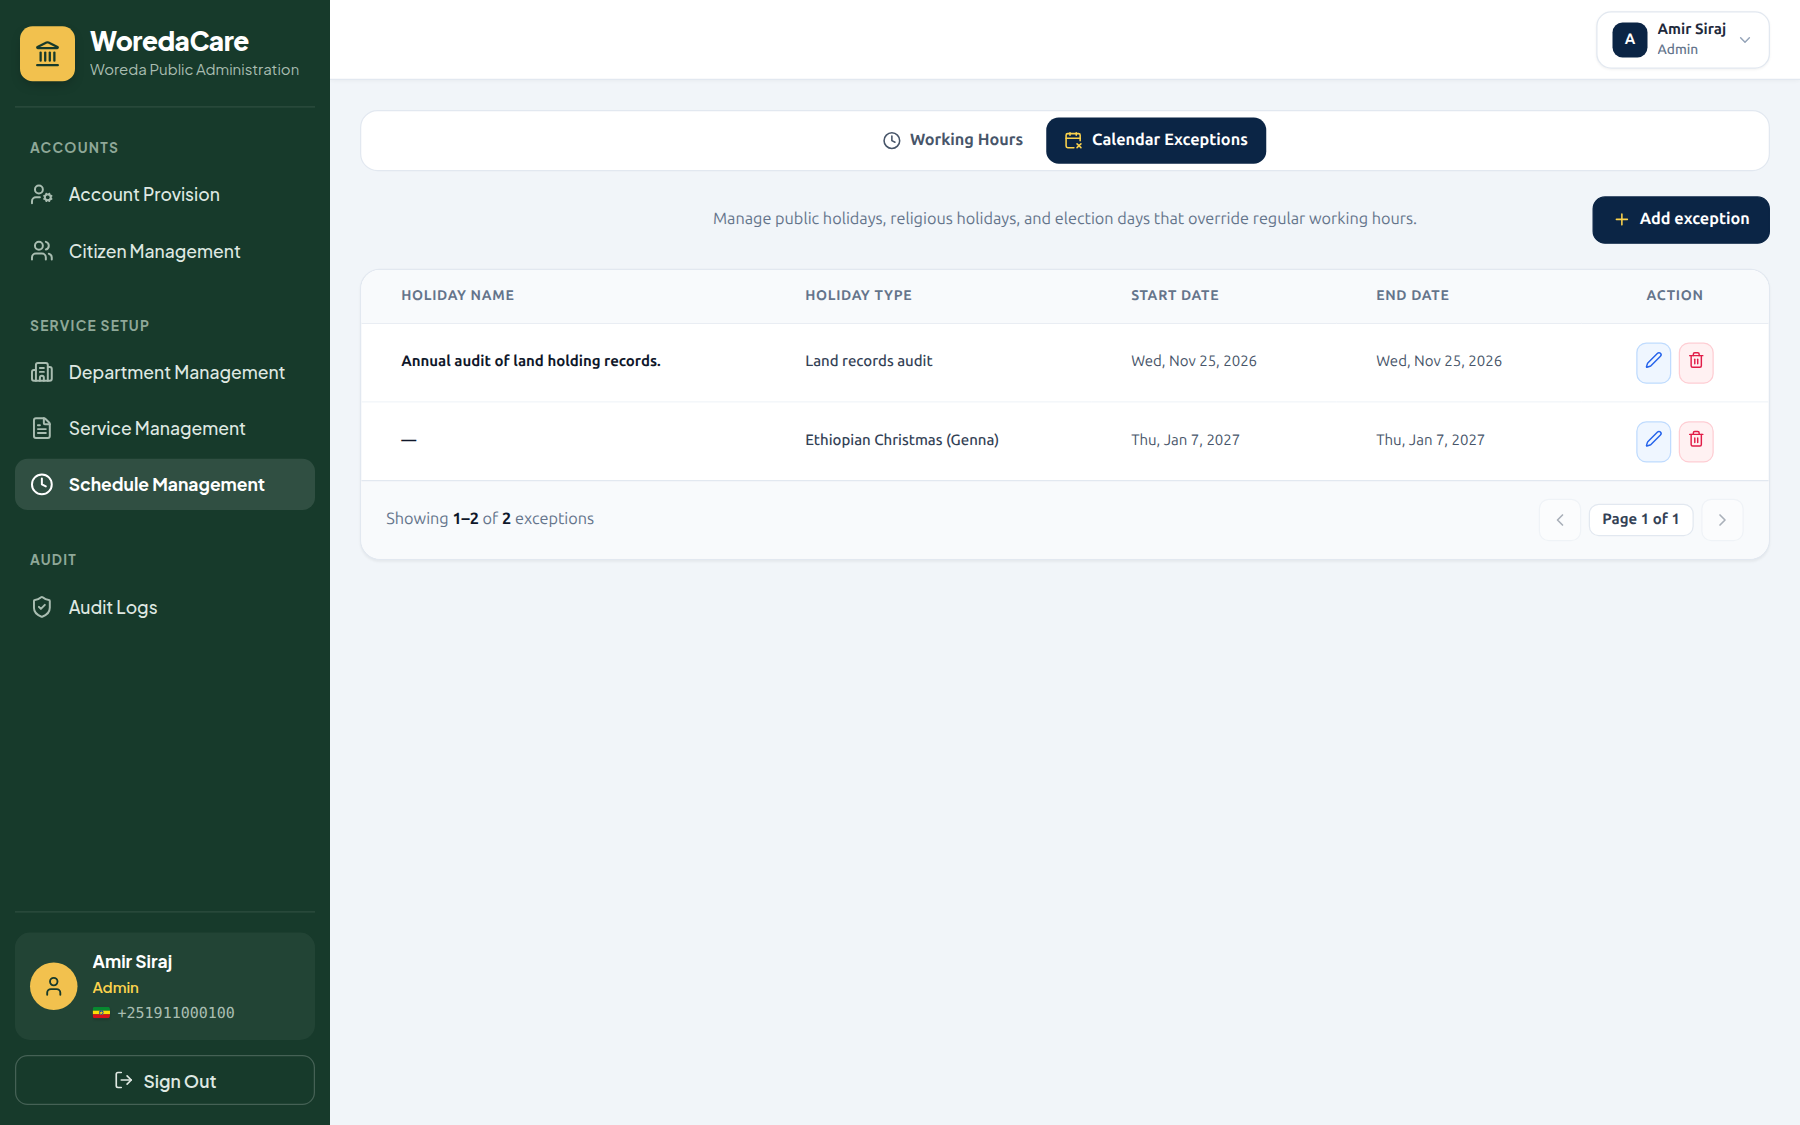 WoredaCare
Woreda Public Administration
ACCOUNTS
Account Provision
Citizen Management
SERVICE SETUP
Department Management
Service Management
Schedule Management
AUDIT
Audit Logs
Amir Siraj
Admin
+251911000100
Sign Out
A
Amir Siraj
Admin
Working Hours
Calendar Exceptions
Manage public holidays, religious holidays, and election days that override regular working hours.
Add exception
HOLIDAY NAME HOLIDAY TYPE START DATE END DATE ACTION
Annual audit of land holding records. Land records audit Wed, Nov 25, 2026 Wed, Nov 25, 2026
— Ethiopian Christmas (Genna) Thu, Jan 7, 2027 Thu, Jan 7, 2027
Showing 1–2 of 2 exceptions
Page 1 of 1